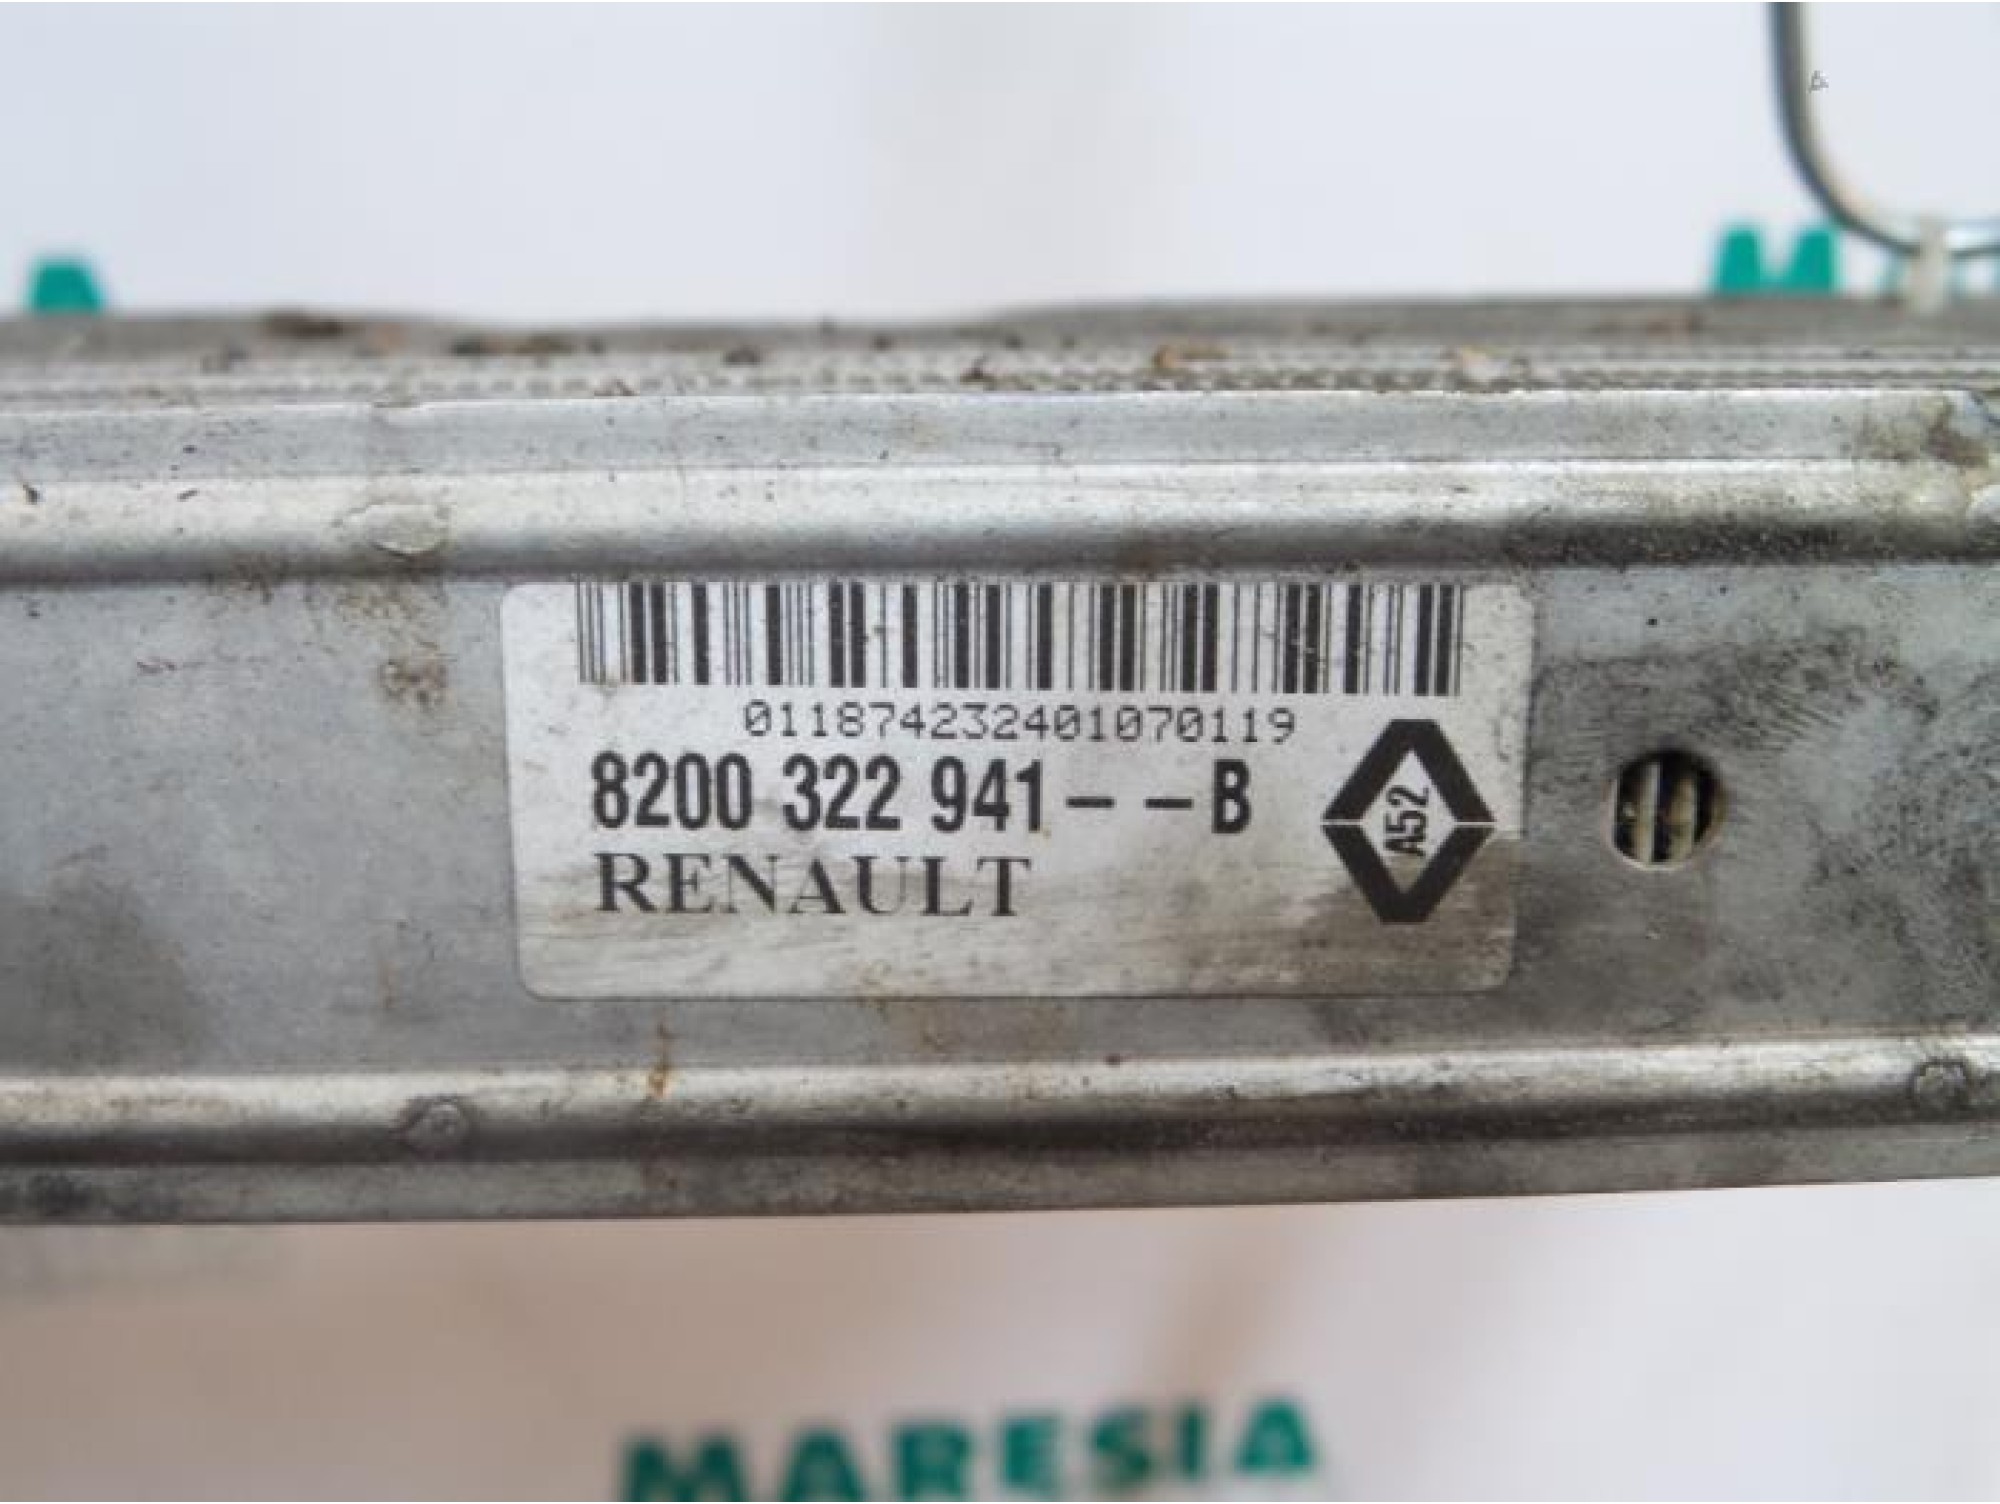 011874232401070119
8200 322 941 - - B
A52
RENAULT
MARESIA